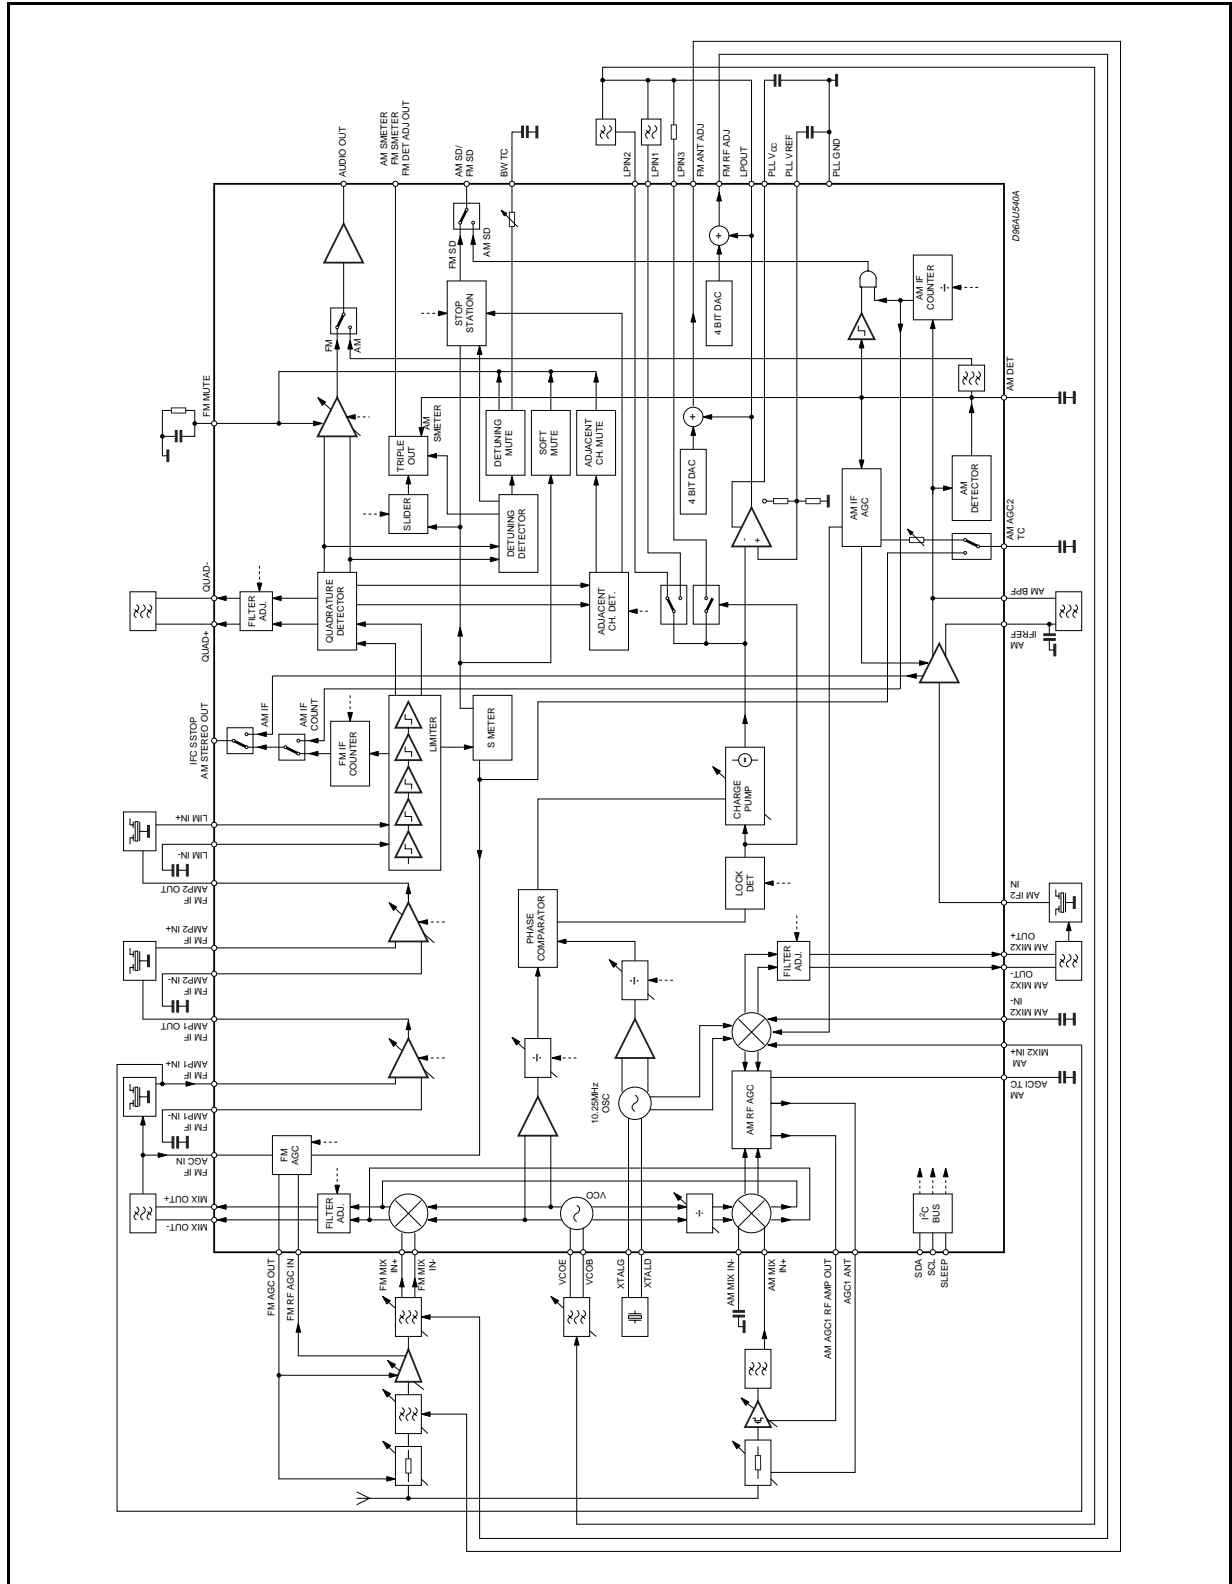 AUDIO OUT
AM SMETER
FM SMETER
FM DET ADJ OUT
AM SD/
FM SD
BW TC
LPIN2
LPIN1
LPIN3
FM ANT ADJ
FM RF ADJ
LPOUT
PLL VCC
PLL VREF
PLL GND
D96AU540A
FM SD
AM SD
STOP
STATION
4 BIT DAC
+
AM IF
COUNTER
FM
AM
FM MUTE
AM DET
AM
SMETER
TRIPLE
OUT
SLIDER
DETUNING
MUTE
SOFT
MUTE
ADJACENT
CH. MUTE
DETUNING
DETECTOR
4 BIT DAC
+
-
+
AM IF
AGC
AM
DETECTOR
AM AGC2
TC
QUAD-
QUAD+
FILTER
ADJ.
QUADRATURE
DETECTOR
ADJACENT
CH. DET.
AM BPF
AM
IFREF
IFC SSTOP
AM STEREO OUT
AM IF
AM IF
COUNT
FM IF
COUNTER
LIMITER
S METER
LIM IN+
LIM IN-
CHARGE
PUMP
LOCK
DET
PHASE
COMPARATOR
FM IF
AMP2 OUT
FM IF
AMP2 IN+
FM IF
AMP2 IN-
FM IF
AMP1 OUT
FM IF
AMP1 IN+
FM IF
AMP1 IN-
FM IF
AGC IN
MIX OUT+
MIX OUT-
AM IF2
IN
AM MIX2
OUT+
AM MIX2
OUT-
AM MIX2
IN-
AM
MIX2 IN+
AM
AGCI TC
FILTER
ADJ.
10.25MHz
OSC
AM RF AGC
FM
AGC
FILTER
ADJ.
VCO
I2C
BUS
FM AGC OUT
FM RF AGC IN
FM MIX
IN+
FM MIX
IN-
VCOE
VCOB
XTALG
XTALD
AM MIX IN-
AM MIX
IN+
AM AGC1 RF AMP OUT
AGC1 ANT
SDA
SCL
SLEEP